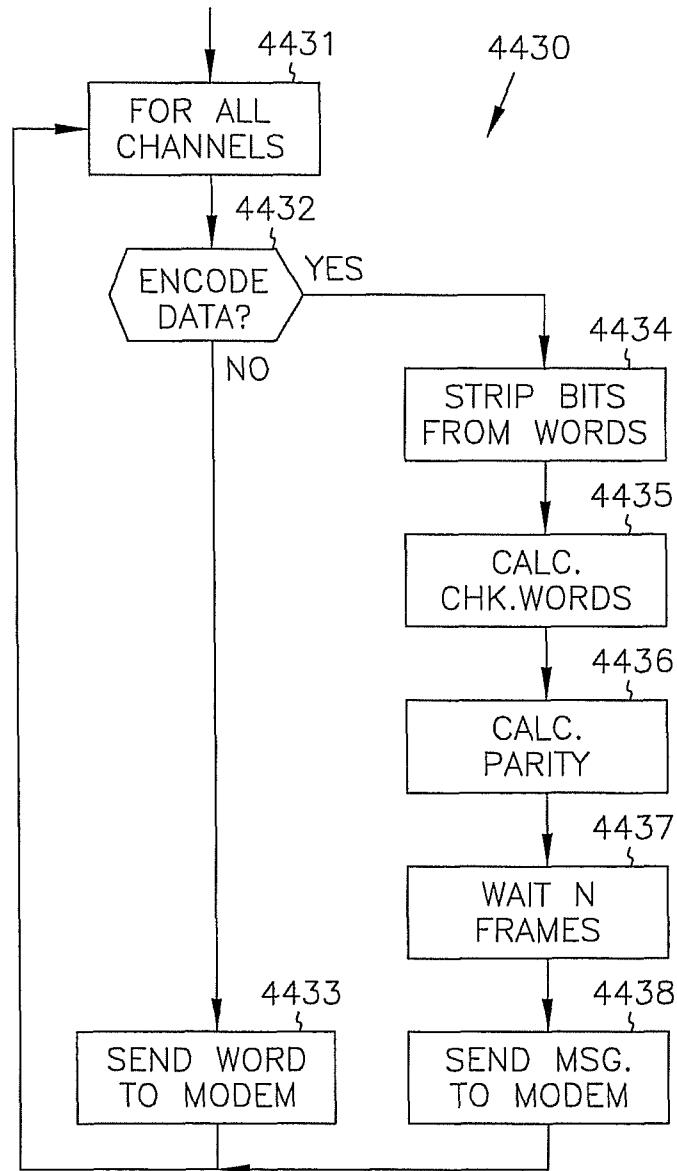 4431
4430
FOR ALL
CHANNELS
4432
ENCODE
DATA?
YES
NO
4434
STRIP BITS
FROM WORDS
4435
CALC.
CHK.WORDS
4436
CALC.
PARITY
4437
WAIT N
FRAMES
4433
SEND WORD
TO MODEM
4438
SEND MSG.
TO MODEM